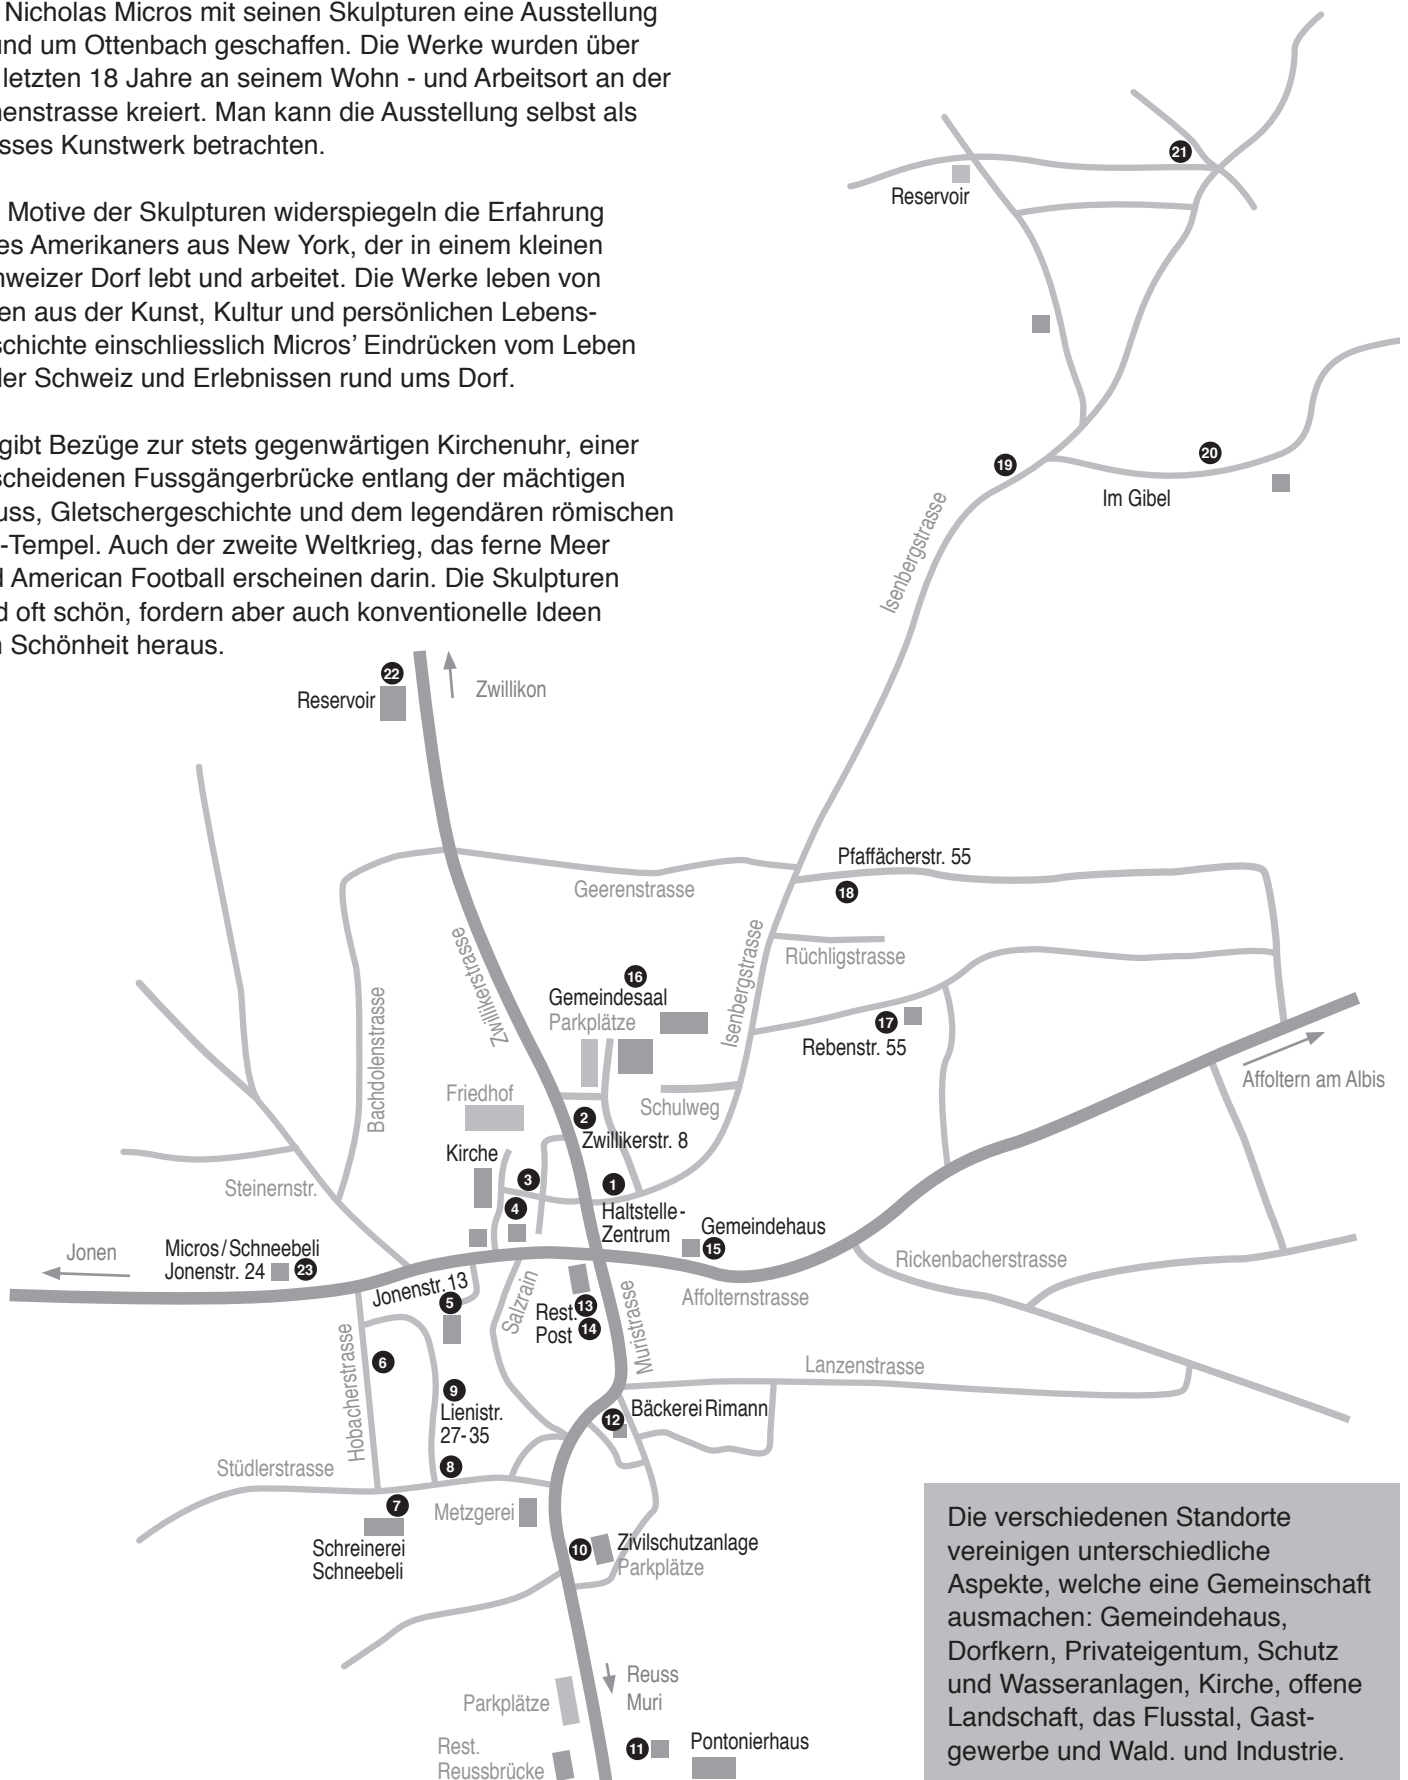 Nicholas Micros mit seinen Skulpturen eine Ausstellung
und um Ottenbach geschaffen. Die Werke wurden über
letzten 18 Jahre an seinem Wohn - und Arbeitsort an der
nenstrasse kreiert. Man kann die Ausstellung selbst als
sses Kunstwerk betrachten.
Motive der Skulpturen widerspiegeln die Erfahrung
es Amerikaners aus New York, der in einem kleinen
hweizer Dorf lebt und arbeitet. Die Werke leben von
en aus der Kunst, Kultur und persönlichen Lebens-
schichte einschliesslich Micros’ Eindrücken vom Leben
der Schweiz und Erlebnissen rund ums Dorf.
gibt Bezüge zur stets gegenwärtigen Kirchenuhr, einer
scheidenen Fussgängerbrücke entlang der mächtigen
uss, Gletschergeschichte und dem legendären römischen
-Tempel. Auch der zweite Weltkrieg, das ferne Meer
d American Football erscheinen darin. Die Skulpturen
d oft schön, fordern aber auch konventionelle Ideen
n Schönheit heraus.
21
Reservoir
19
20
Im Gibel
Isenbergstrasse
22
Reservoir
Zwillikon
Pfaffächerstr. 55
18
Geerenstrasse
Zwillikerstrasse
Isenbergstrasse
Rüchligstrasse
16
Gemeindesaal
Parkplätze
17
Rebenstr. 55
Bachdolenstrasse
Friedhof
Schulweg
Affoltern am Albis
2
Zwillikerstr. 8
Kirche
3
1
4
Steinernstr.
Haltstelle-
Zentrum
Gemeindehaus
15
Jonen
Micros/Schneebeli
Jonenstr. 24
23
Rickenbacherstrasse
Jonenstr. 13
5
Salzrain
Rest.
Post
13
14
Muristrasse
Affolternstrasse
Hobacherstrasse
6
Lanzenstrasse
9
Lienistr.
27-35
12
Bäckerei Rimann
8
Stüdlerstrasse
7
Metzgerei
Schreinerei
Schneebeli
10
Zivilschutzanlage
Parkplätze
Reuss
Muri
Parkplätze
11
Pontonierhaus
Rest.
Reussbrücke
Die verschiedenen Standorte
vereinigen unterschiedliche
Aspekte, welche eine Gemeinschaft
ausmachen: Gemeindehaus,
Dorfkern, Privateigentum, Schutz
und Wasseranlagen, Kirche, offene
Landschaft, das Flusstal, Gast-
gewerbe und Wald. und Industrie.